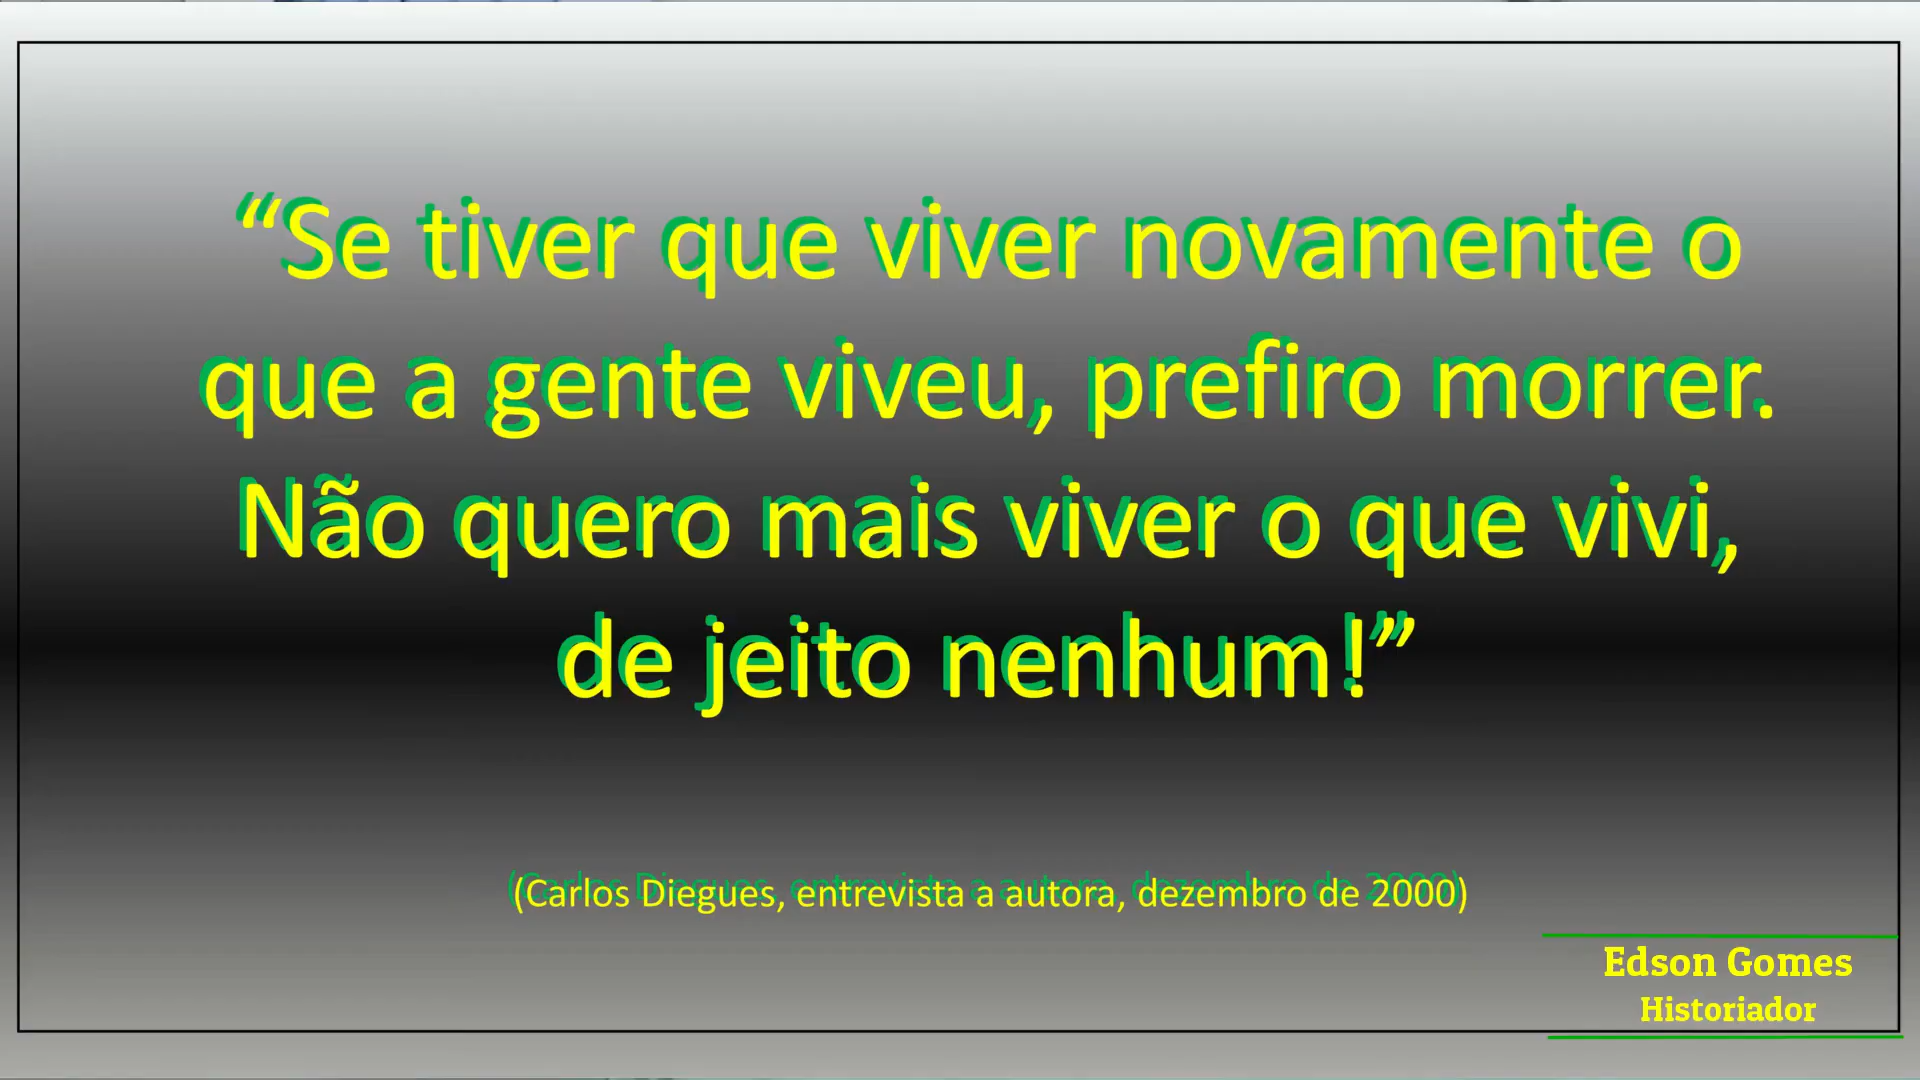 “Se tiver que viver novamente o
que a gente viveu, prefiro morrer.
Não quero mais viver o que vivi,
de jeito nenhum!”
(Carlos Diegues, entrevista a autora, dezembro de 2000)
Edson Gomes
Historiador